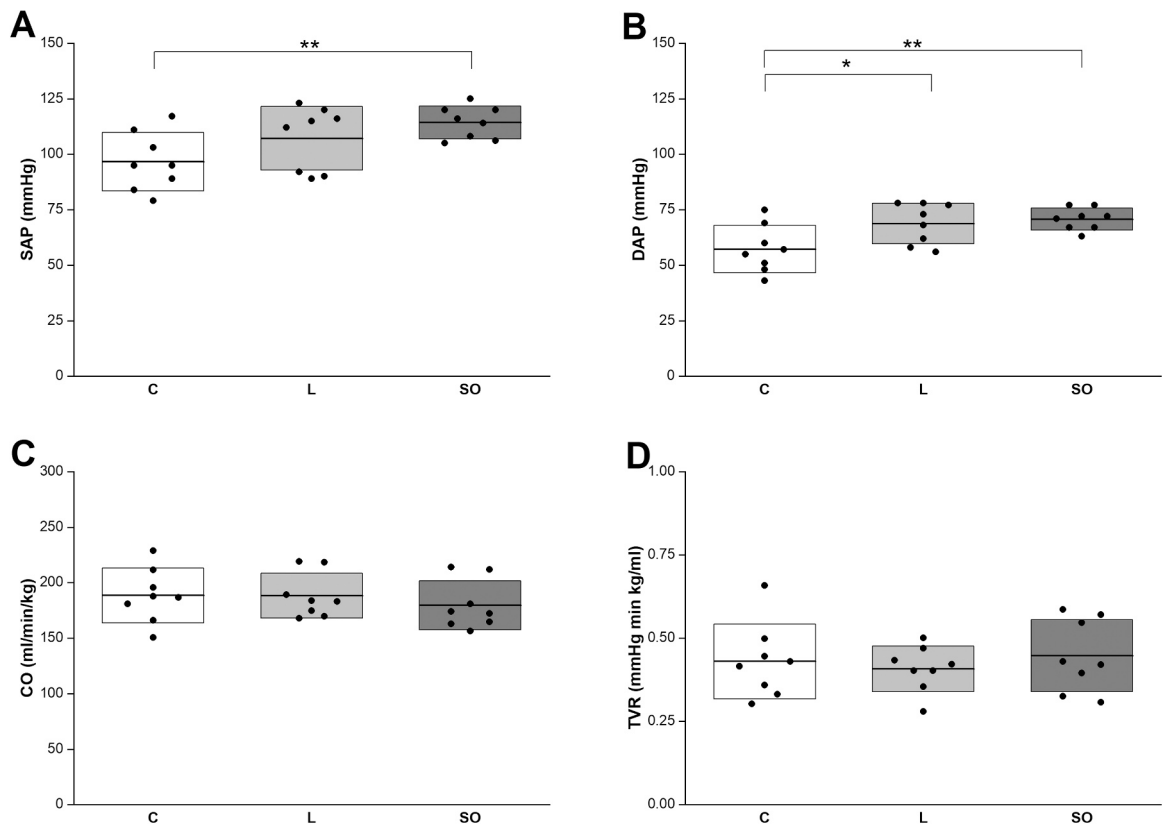 A
SAP (mmHg)
150
125
100
75
50
25
0
**
C
L
SO
B
DAP (mmHg)
150
125
100
75
50
25
0
**
*
C
L
SO
C
CO (ml/min/kg)
300
250
200
150
100
50
0
C
L
SO
D
TVR (mmHg min kg/ml)
1.00
0.75
0.50
0.25
0.00
C
L
SO